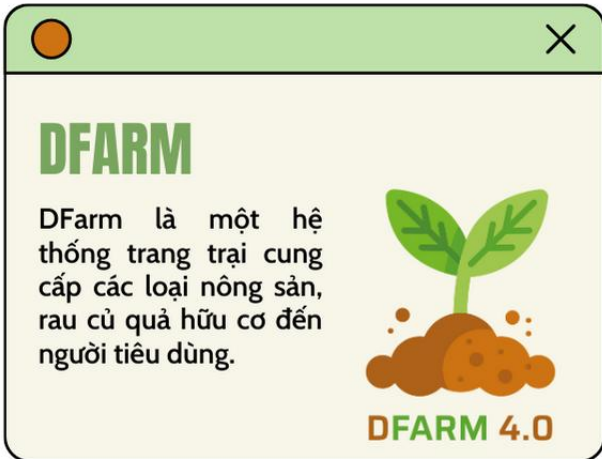 DFARM
DFarm là một hệ
thống trang trại cung
cấp các loại nông sản,
rau củ quả hữu cơ đến
người tiêu dùng.
DFARM 4.0